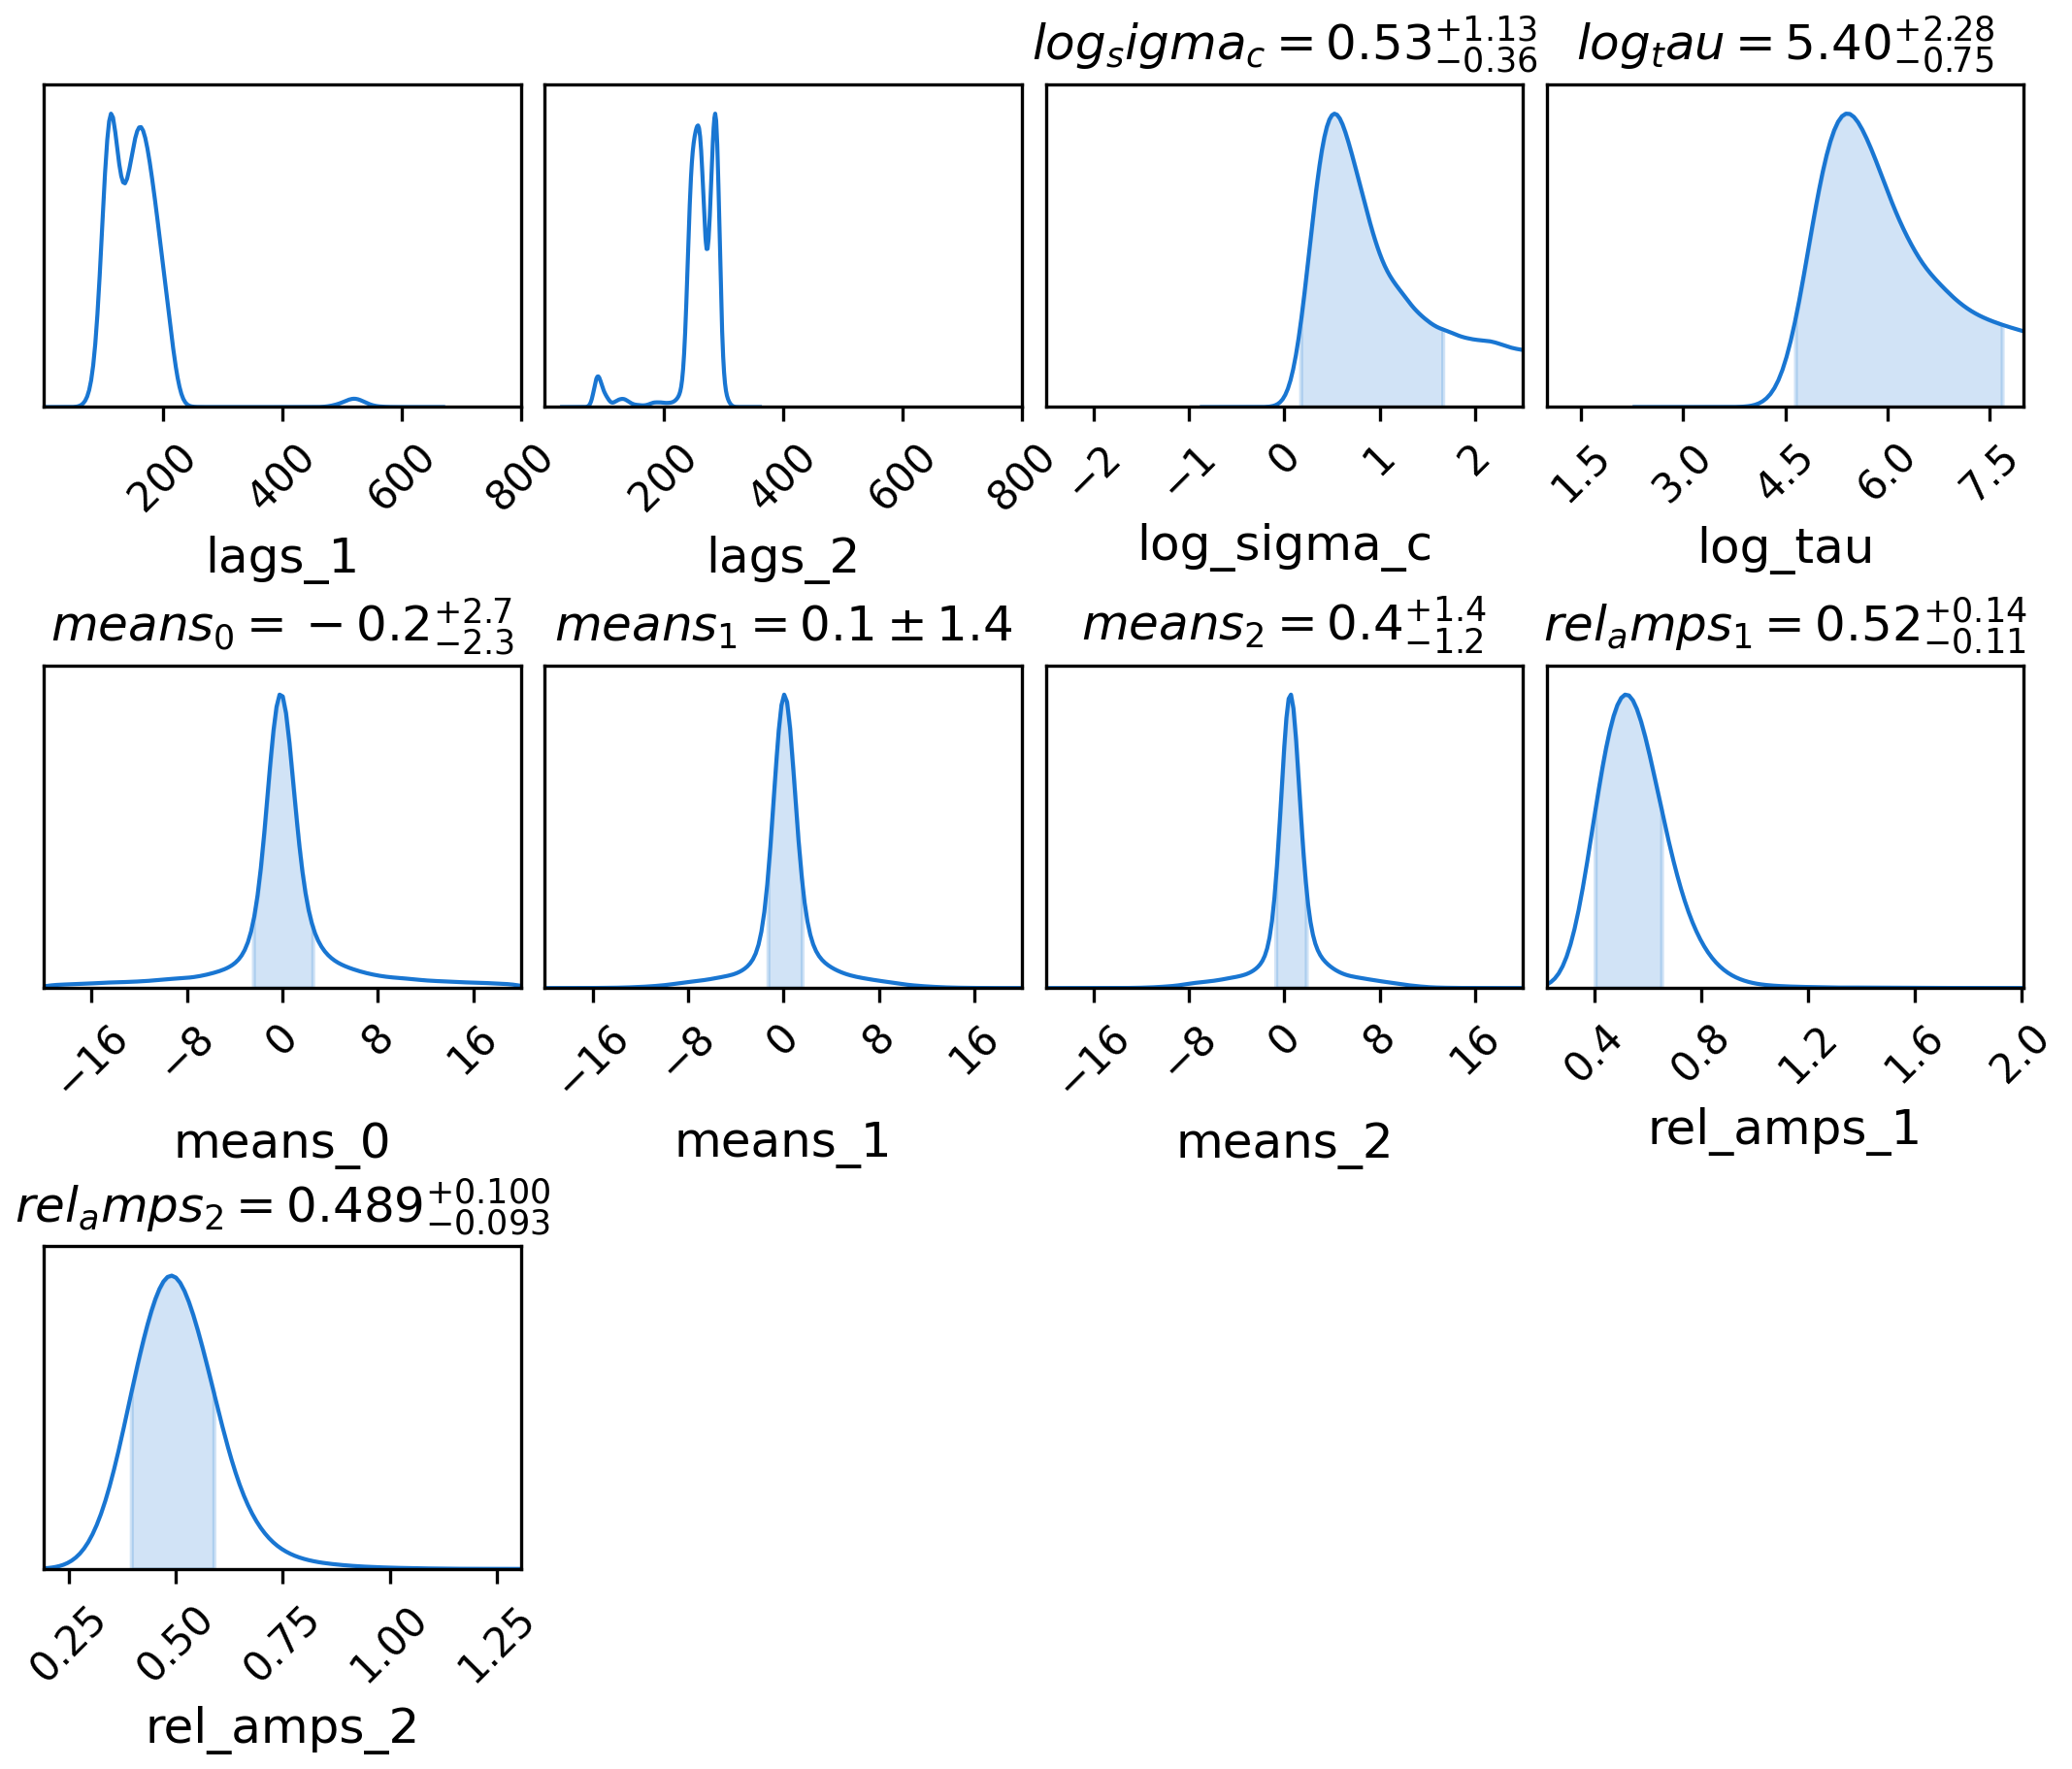 log_sigma_c = 0.53^{+1.13}_{-0.36} log_tau = 5.40^{+2.28}_{-0.75}
200 400 600 800 200 400 600 800 −2 −1 0 1 2 1.5 3.0 4.5 6.0 7.5
lags_1 lags_2 log_sigma_c log_tau
means_0 = −0.2^{+2.7}_{−2.3} means_1 = 0.1 ± 1.4 means_2 = 0.4^{+1.4}_{−1.2} rel_amps_1 = 0.52^{+0.14}_{−0.11}
−16 −8 0 8 16 −16 −8 0 8 16 −16 −8 0 8 16 0.4 0.8 1.2 1.6 2.0
means_0 means_1 means_2 rel_amps_1
rel_amps_2 = 0.489^{+0.100}_{−0.093}
0.25 0.50 0.75 1.00 1.25
rel_amps_2